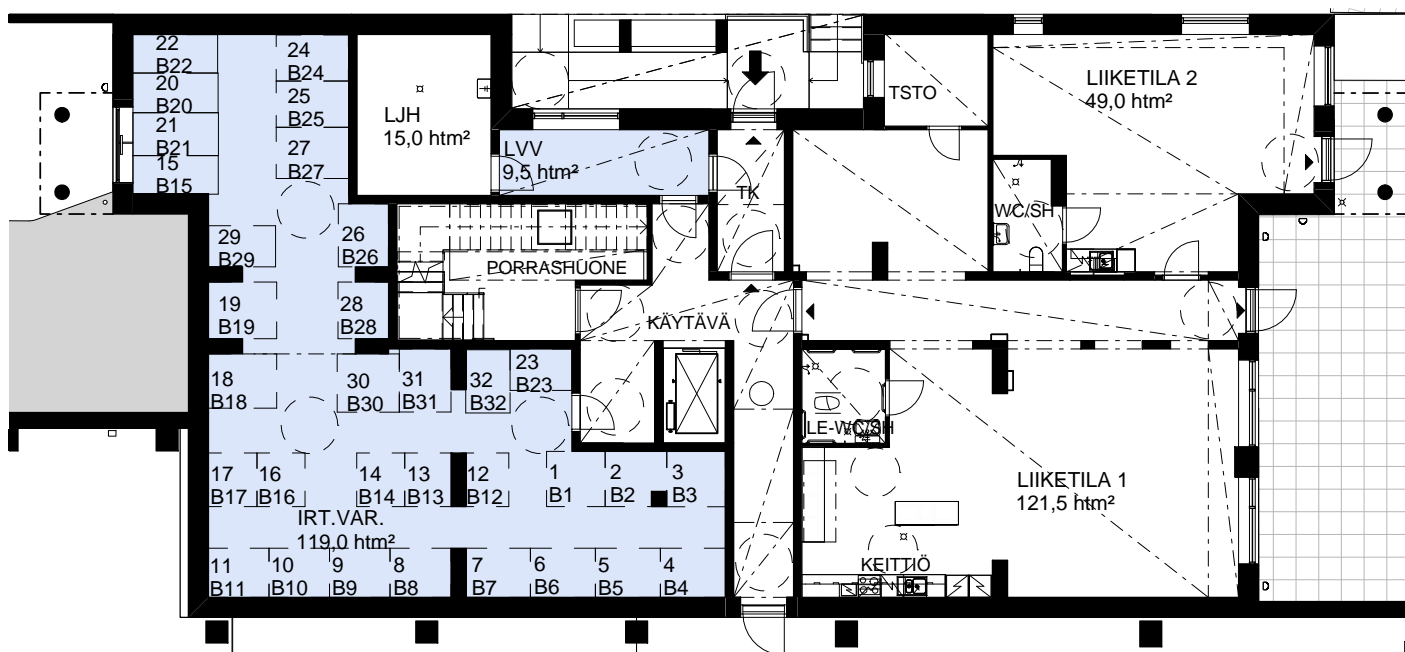 22
B22
20
B20
21
B21
15
B15
24
B24
25
B25
27
B27
LJH
15,0 htm²
LVV
9,5 htm²
TK
TSTO
LIIKETILA 2
49,0 htm²
WC/SH
29
B29
26
B26
19
B19
28
B28
PORRASHUONE
KÄYTÄVÄ
18
B18
30
B30
31
B31
32
B32
23
B23
LE-WC/SH
17
B17
16
B16
14
B14
13
B13
12
B12
1
B1
2
B2
3
B3
IRT.VAR.
119,0 htm²
LIIKETILA 1
121,5 htm²
KEITTIÖ
11
B11
10
B10
9
B9
8
B8
7
B7
6
B6
5
B5
4
B4